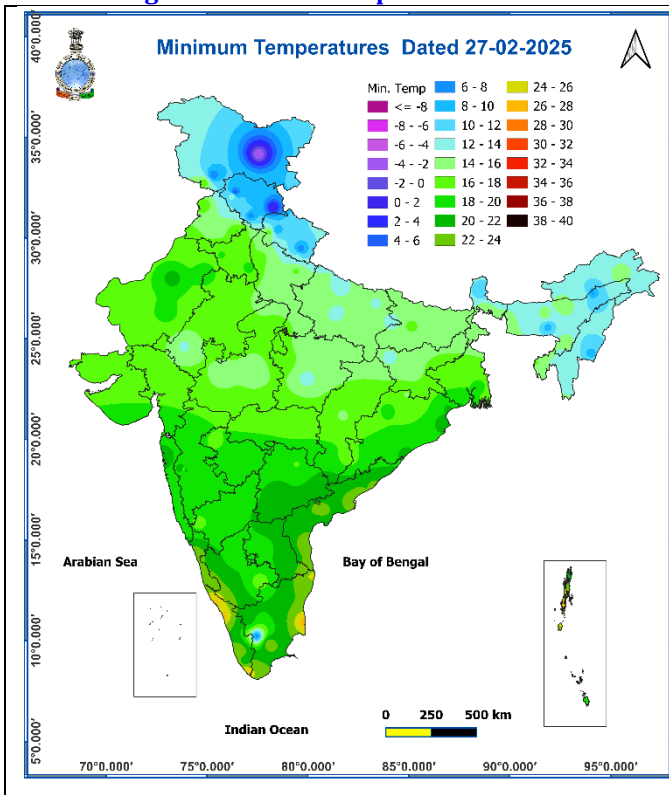 Minimum Temperatures Dated 27-02-2025
Min. Temp
<= -8
-8 - -6
-6 - -4
-4 - -2
-2 - 0
0 - 2
2 - 4
4 - 6
6 - 8
8 - 10
10 - 12
12 - 14
14 - 16
16 - 18
18 - 20
20 - 22
22 - 24
24 - 26
26 - 28
28 - 30
30 - 32
32 - 34
34 - 36
36 - 38
38 - 40
40°0.000'
35°0.000'
30°0.000'
25°0.000'
20°0.000'
15°0.000'
10°0.000'
5°0.000'
Arabian Sea
Bay of Bengal
Indian Ocean
0 250 500 km
70°0.000' 75°0.000' 80°0.000' 85°0.000' 90°0.000' 95°0.000'